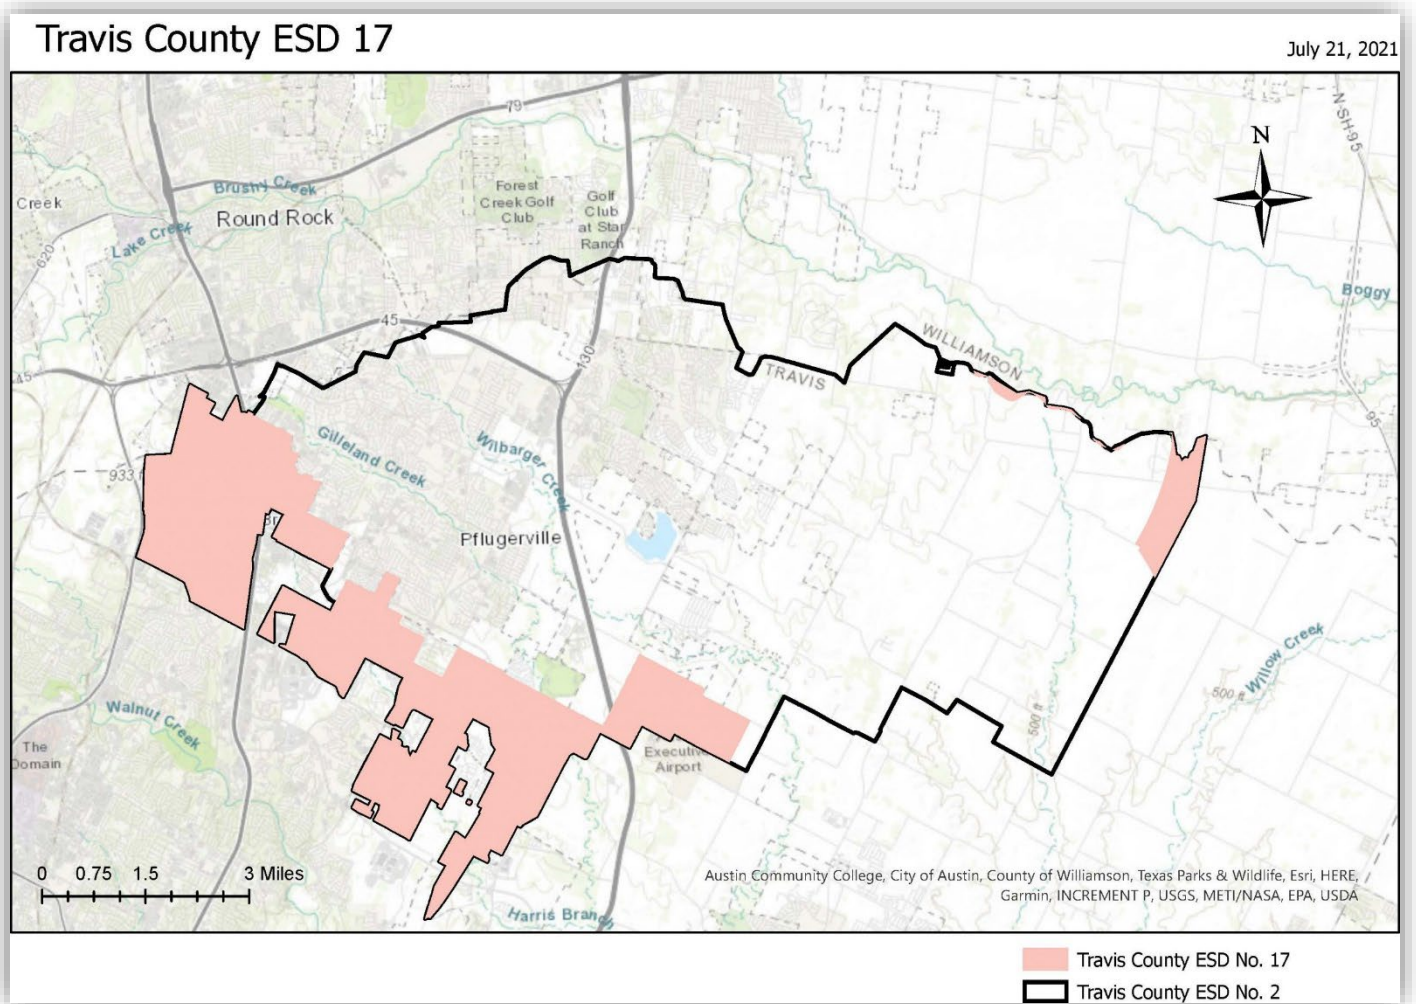 Travis County ESD 17
July 21, 2021
N
N-SH-95
79
Creek
Brushy Creek
Round Rock
Forest
Creek Golf
Club
Golf
Club
at Star
Ranch
Lake Creek
620
Boggy
45
130
WILLIAMSON
TRAVIS
45
95
Gilleland Creek
Wilbarger Creek
933
Br
Pflugerville
Willow Creek
500 ft
500 ft
Walnut Creek
The
Domain
Executive
Airport
0 0.75 1.5 3 Miles
Austin Community College, City of Austin, County of Williamson, Texas Parks & Wildlife, Esri, HERE,
Garmin, INCREMENT P, USGS, METI/NASA, EPA, USDA
Harris Branch
Travis County ESD No. 17
Travis County ESD No. 2